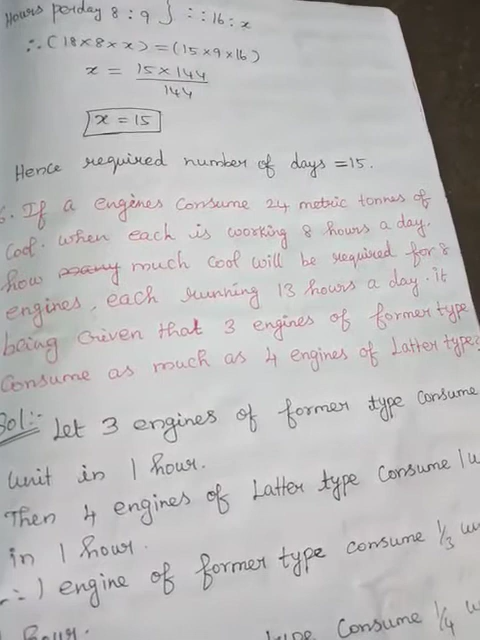 Hours perday 8 : 9 } :: 16 : x
∴ (18×8×x) = (15×9×16)
x = 15×144 / 144
x = 15
Hence required number of days = 15.
6. If a engines consume 24 metric tonnes of
cool. when each is working 8 hours a day.
how many much cool will be required for 8
engines, each running 13 hours a day. it
being Given that 3 engines of former type
Consume as much as 4 engines of Latter type?
Sol:- Let 3 engines of former type consume
unit in 1 hour.
Then 4 engines of Latter type consume 1 u
in 1 hour.
∴ 1 engine of former type consume 1/3 un
hour.
type consume 1/4 u